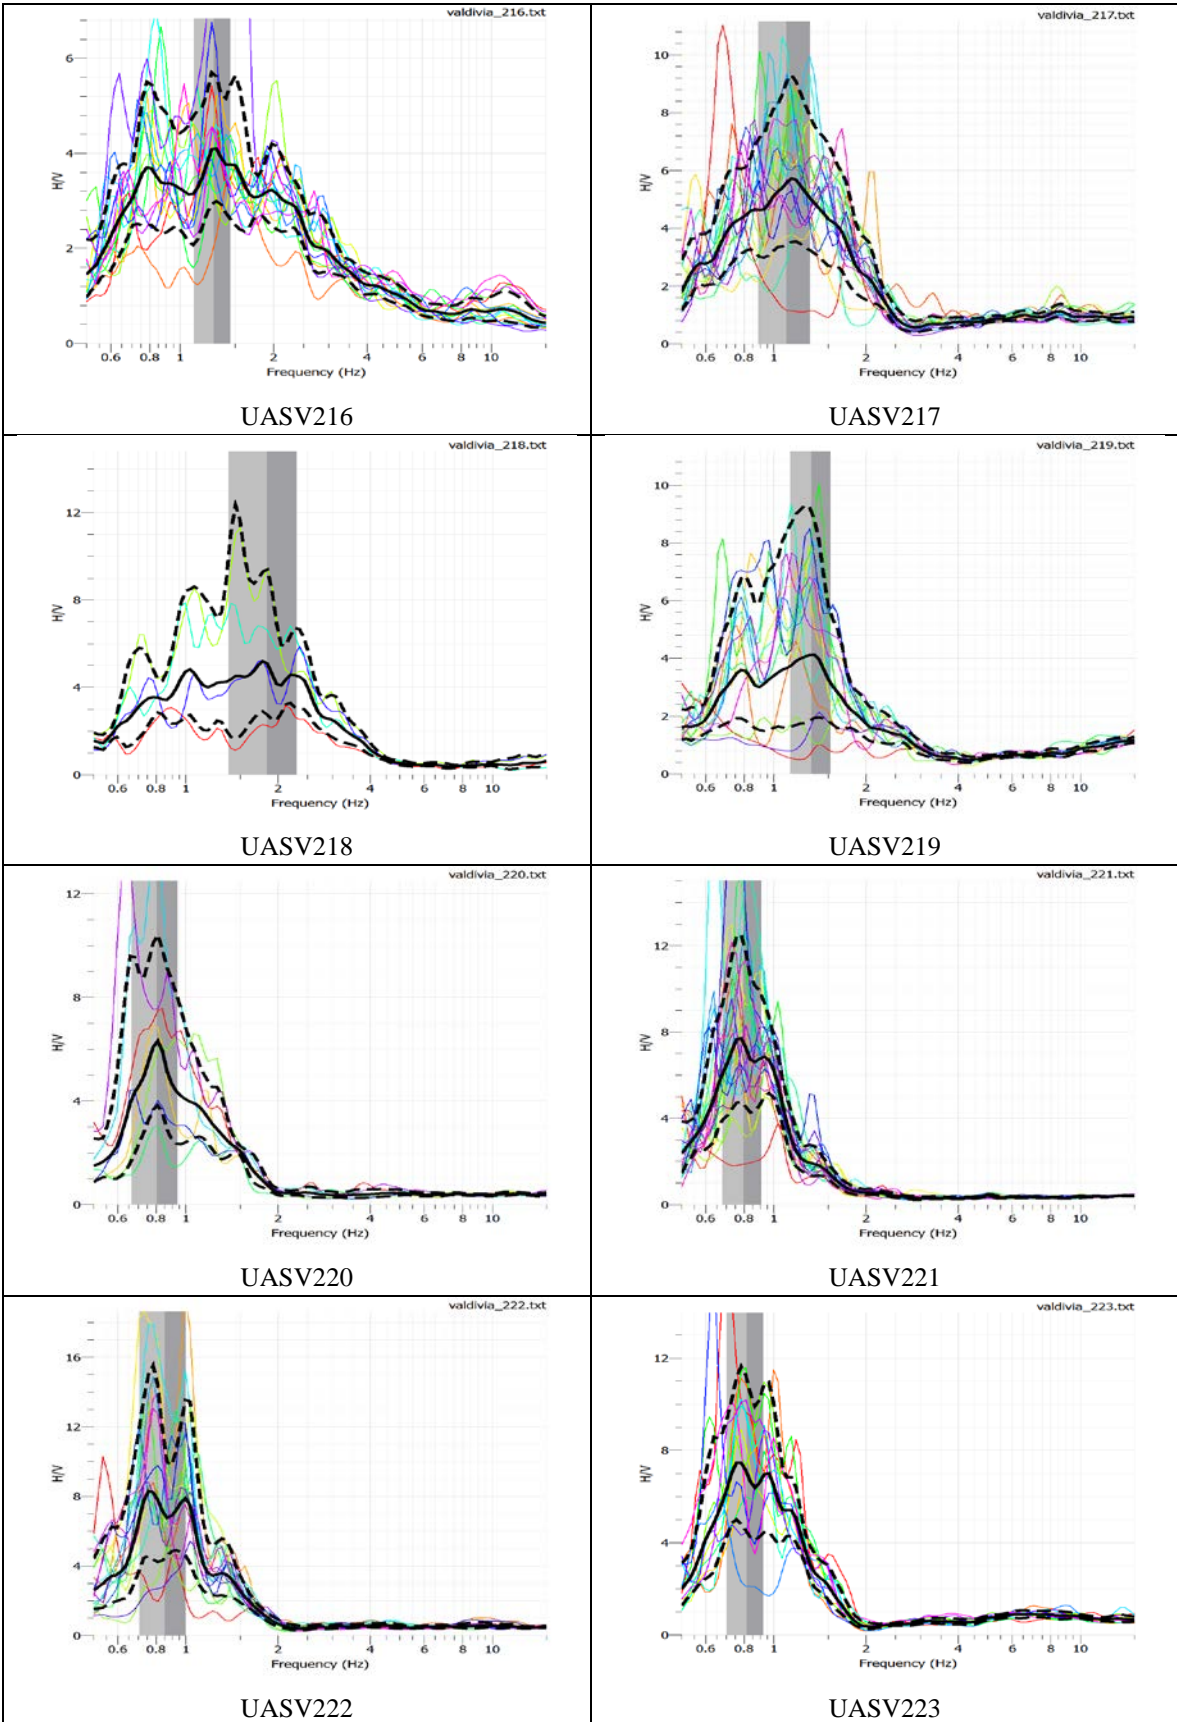 valdivia_216.txt
H/V
6
4
2
0
0.6 0.8 1 2 4 6 8 10
Frequency (Hz)
UASV216
valdivia_217.txt
H/V
10
8
6
4
2
0
0.6 0.8 1 2 4 6 8 10
Frequency (Hz)
UASV217
valdivia_218.txt
H/V
12
8
4
0
0.6 0.8 1 2 4 6 8 10
Frequency (Hz)
UASV218
valdivia_219.txt
H/V
10
8
6
4
2
0
0.6 0.8 1 2 4 6 8 10
Frequency (Hz)
UASV219
valdivia_220.txt
H/V
12
8
4
0
0.6 0.8 1 2 4 6 8 10
Frequency (Hz)
UASV220
valdivia_221.txt
H/V
12
8
4
0
0.6 0.8 1 2 4 6 8 10
Frequency (Hz)
UASV221
valdivia_222.txt
H/V
16
12
8
4
0
0.6 0.8 1 2 4 6 8 10
Frequency (Hz)
UASV222
valdivia_223.txt
H/V
12
8
4
0
0.6 0.8 1 2 4 6 8 10
Frequency (Hz)
UASV223